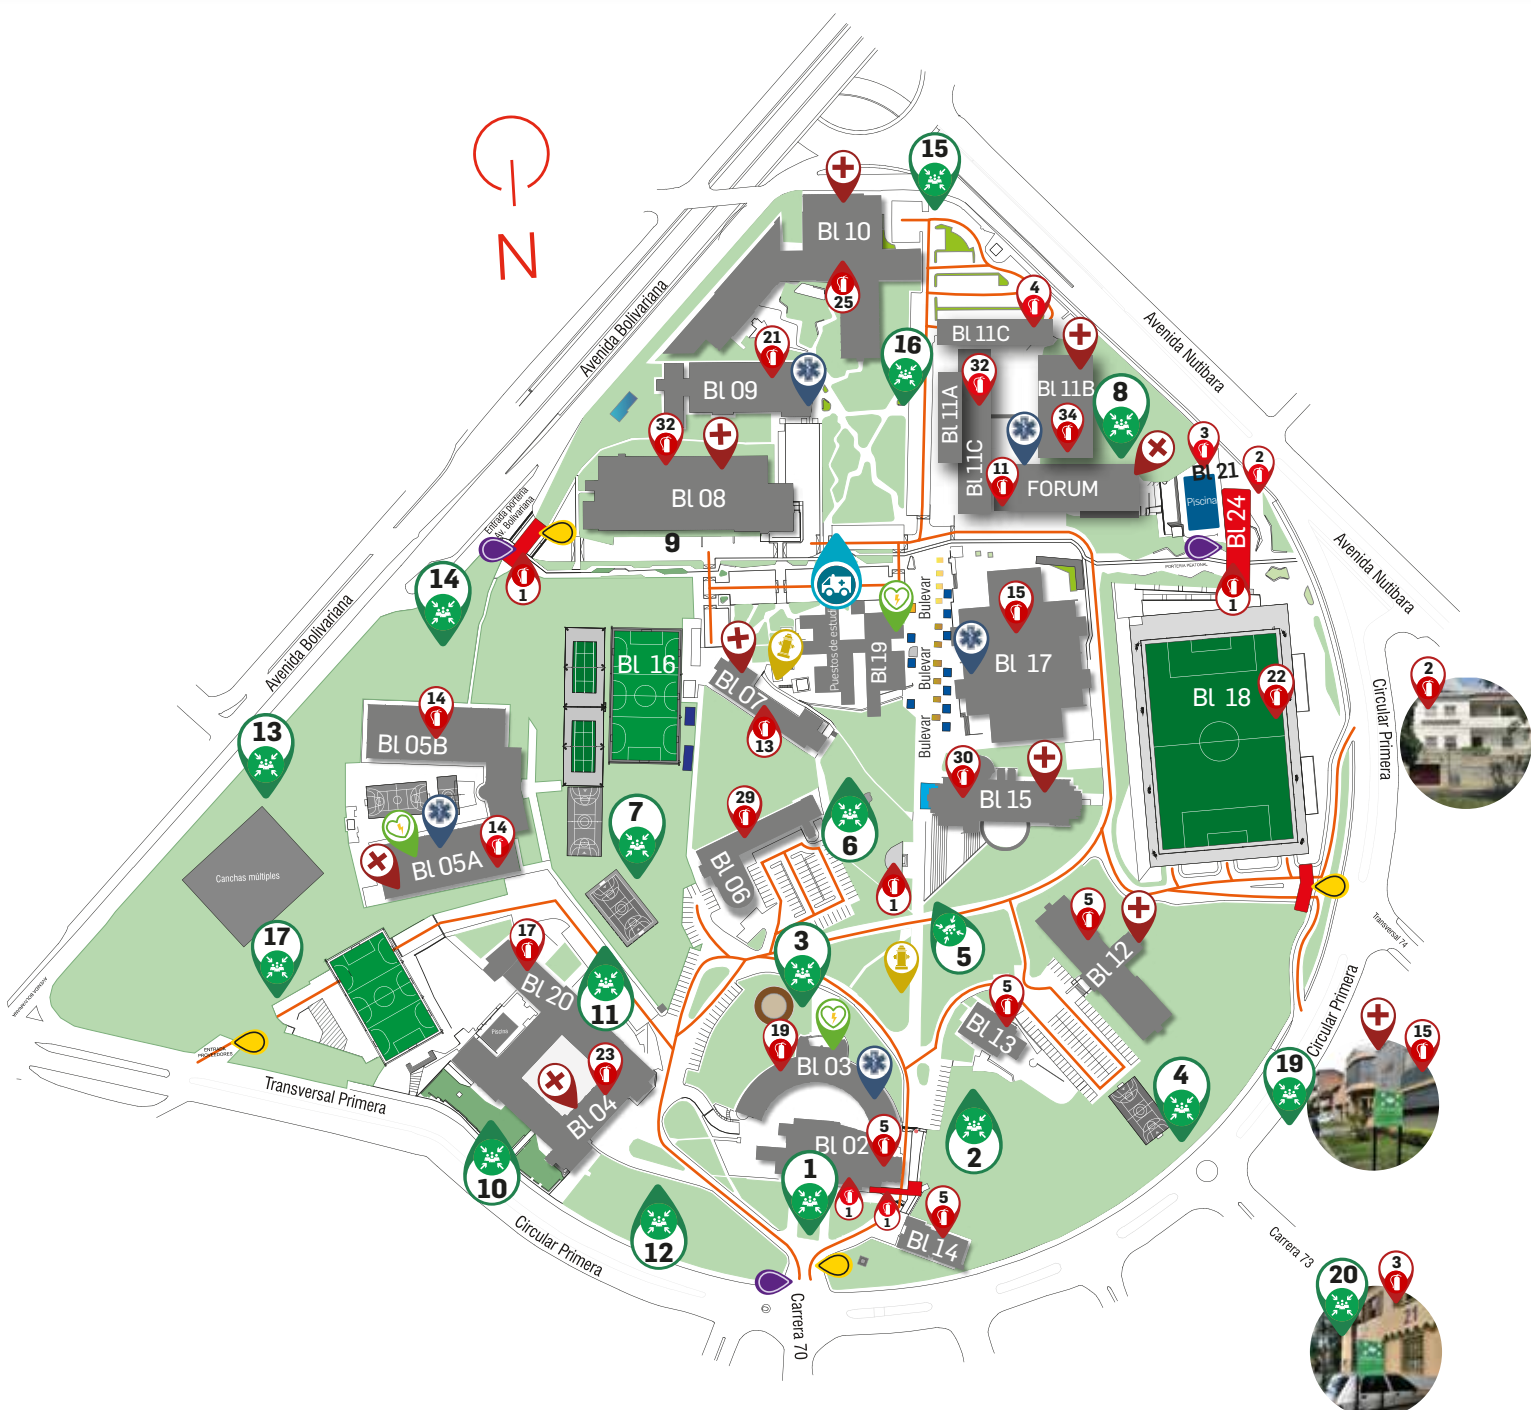 15
N
Bl 10
25
4
Avenida Bolivariana
Avenida Nutibara
Bl 11C
21
16
32
Bl 09
Bl 11A
Bl 11B
8
34
32
3
2
Bl 21
Bl 11C
11
FORUM
Piscina
Bl 08
Bl 24
Entrada portería
Av. Bolivariana
9
PORTERÍA PEATONAL
Avenida Nutibara
14
1
1
Bulevar
15
Avenida Bolivariana
Puestos de estudio
Bl 16
Bl 19
Bulevar
Bl 17
Bl 07
Bl 18
22
2
14
13
Bl 05B
13
Bulevar
Circular Primera
30
Bl 15
29
7
6
14
Bl 05A
Canchas múltiples
Bl 06
1
17
17
3
5
5
Transversal 74
Bl 12
Bl 20
11
5
Piscina
19
Bl 13
ENTRADA
PROVEEDORES
23
Bl 03
Circular Primera
15
19
4
Transversal Primera
Bl 04
5
Bl 02
2
10
1
1
1
5
12
Bl 14
Circular Primera
Carrera 73
Carrera 70
20
3